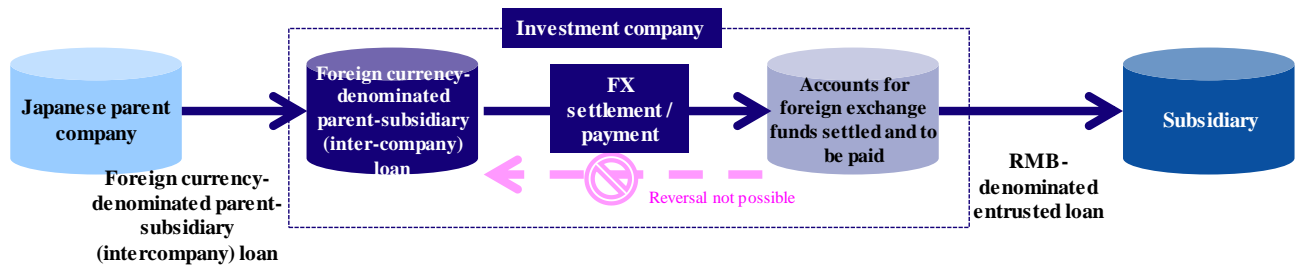 Investment company
Japanese parent
company
Foreign currency-
denominated parent-
subsidiary
(intercompany) loan
Foreign currency-
denominated
parent-subsidiary
(inter-company)
loan
FX
settlement /
payment
Reversal not possible
Accounts for
foreign exchange
funds settled and to
be paid
RMB-
denominated
entrusted loan
Subsidiary